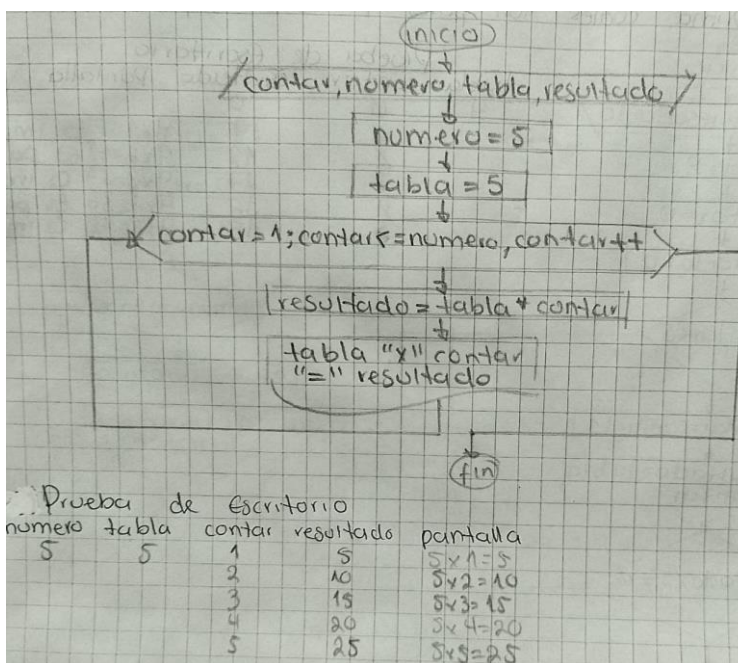 inicio
contar, numero, tabla, resultado
numero = 5
tabla = 5
contar = 1; contar <= numero, contar++
resultado = tabla * contar
tabla "x" contar
"=" resultado
fin
Prueba de Escritorio
numero tabla contar resultado pantalla
5 5 1 5 5x1=5
2 10 5x2=10
3 15 5x3=15
4 20 5x4=20
5 25 5x5=25